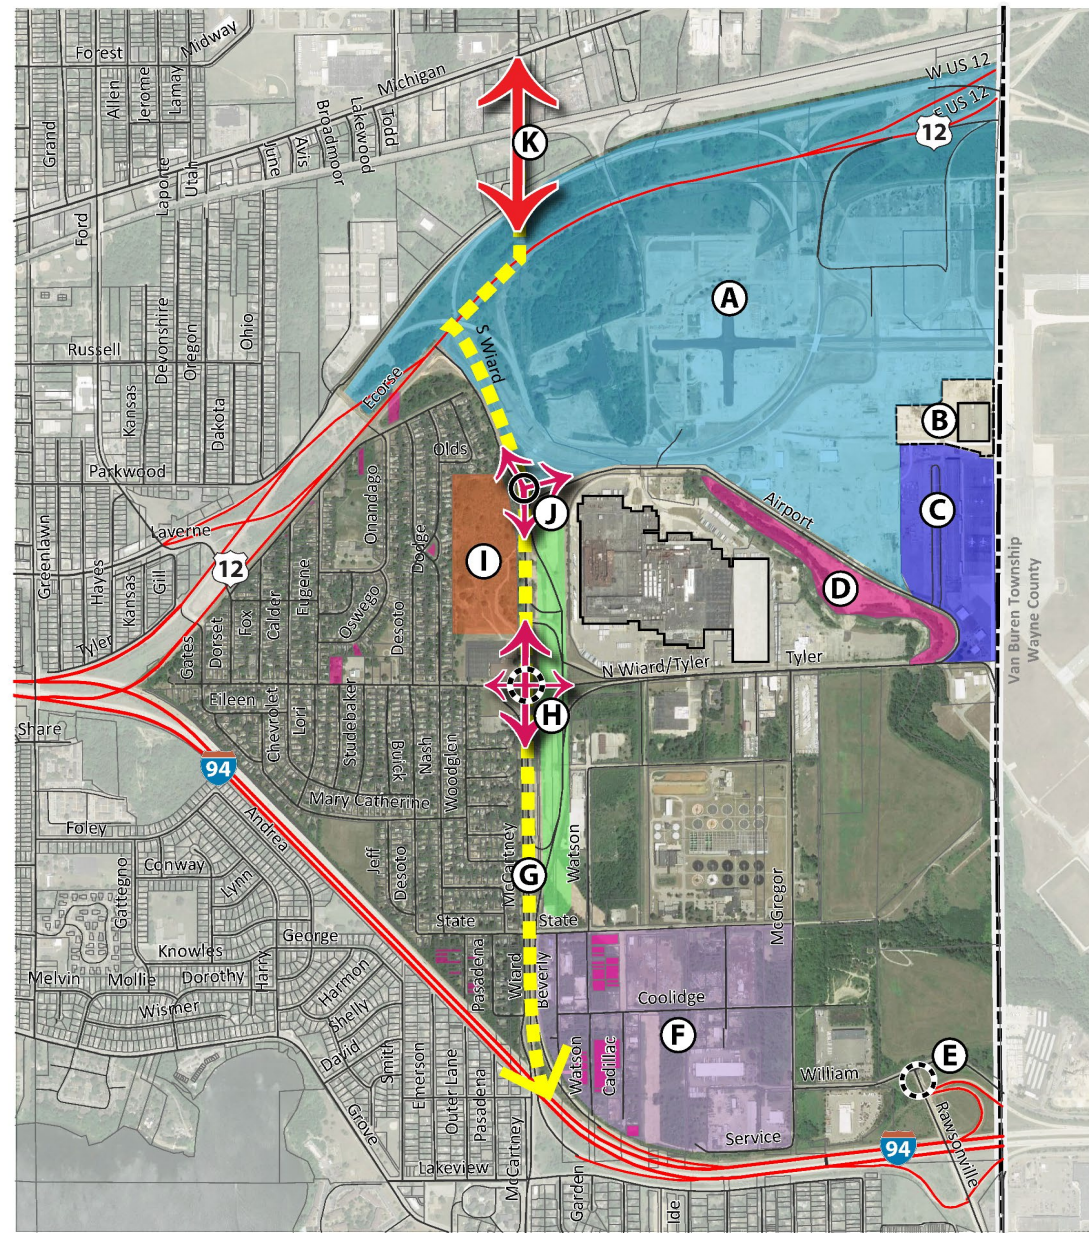 Forest
Midway
Allen
Jerome
Lamay
Grand
Michigan
Todd
Lakewood
Broadmoor
Avis
June
Utah
Laporte
Ford
K
W US 12
E US 12
12
A
Russell
Devonshire
Oregon
Ohio
Kansas
Dakota
S Wiard
Ecorse
Olds
B
Parkwood
Onandago
Dodge
J
Airport
C
Laverne
Greenlawn
Hayes
Kansas
Gill
12
I
D
Van Buren Township
Wayne County
Tyler
Gates
Dorset
Fox
Calder
Eugene
Oswego
Desoto
N Wiard/Tyler
Tyler
Eileen
H
Share
Chevrolet
Lori
Studebaker
Buick
Nash
Woodglen
94
Mary Catherine
Andrea
Foley
Conway
Lynn
Gattegno
Jeff
Desoto
McCartney
G
Watson
McGregor
State
State
George
Knowles
Melvin
Mollie
Dorothy
Harry
Wismer
Harmon
Shelly
David
Smith
Pasadena
Wiard
Beverly
Coolidge
F
E
William
Rawsonville
Emerson
Outer Lane
Pasadena
Watson
Cadillac
Grove
Service
94
Lakeview
McCartney
Garden
Ide